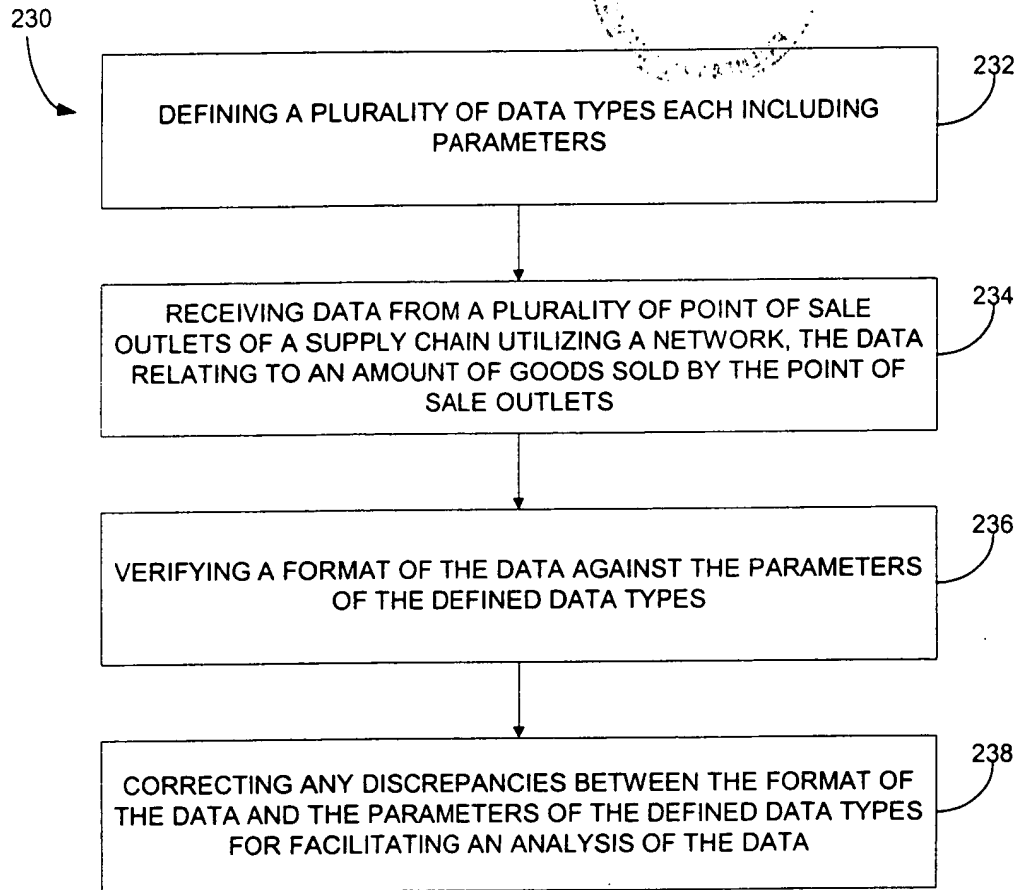 230
232
DEFINING A PLURALITY OF DATA TYPES EACH INCLUDING
PARAMETERS
234
RECEIVING DATA FROM A PLURALITY OF POINT OF SALE
OUTLETS OF A SUPPLY CHAIN UTILIZING A NETWORK, THE DATA
RELATING TO AN AMOUNT OF GOODS SOLD BY THE POINT OF
SALE OUTLETS
236
VERIFYING A FORMAT OF THE DATA AGAINST THE PARAMETERS
OF THE DEFINED DATA TYPES
238
CORRECTING ANY DISCREPANCIES BETWEEN THE FORMAT OF
THE DATA AND THE PARAMETERS OF THE DEFINED DATA TYPES
FOR FACILITATING AN ANALYSIS OF THE DATA